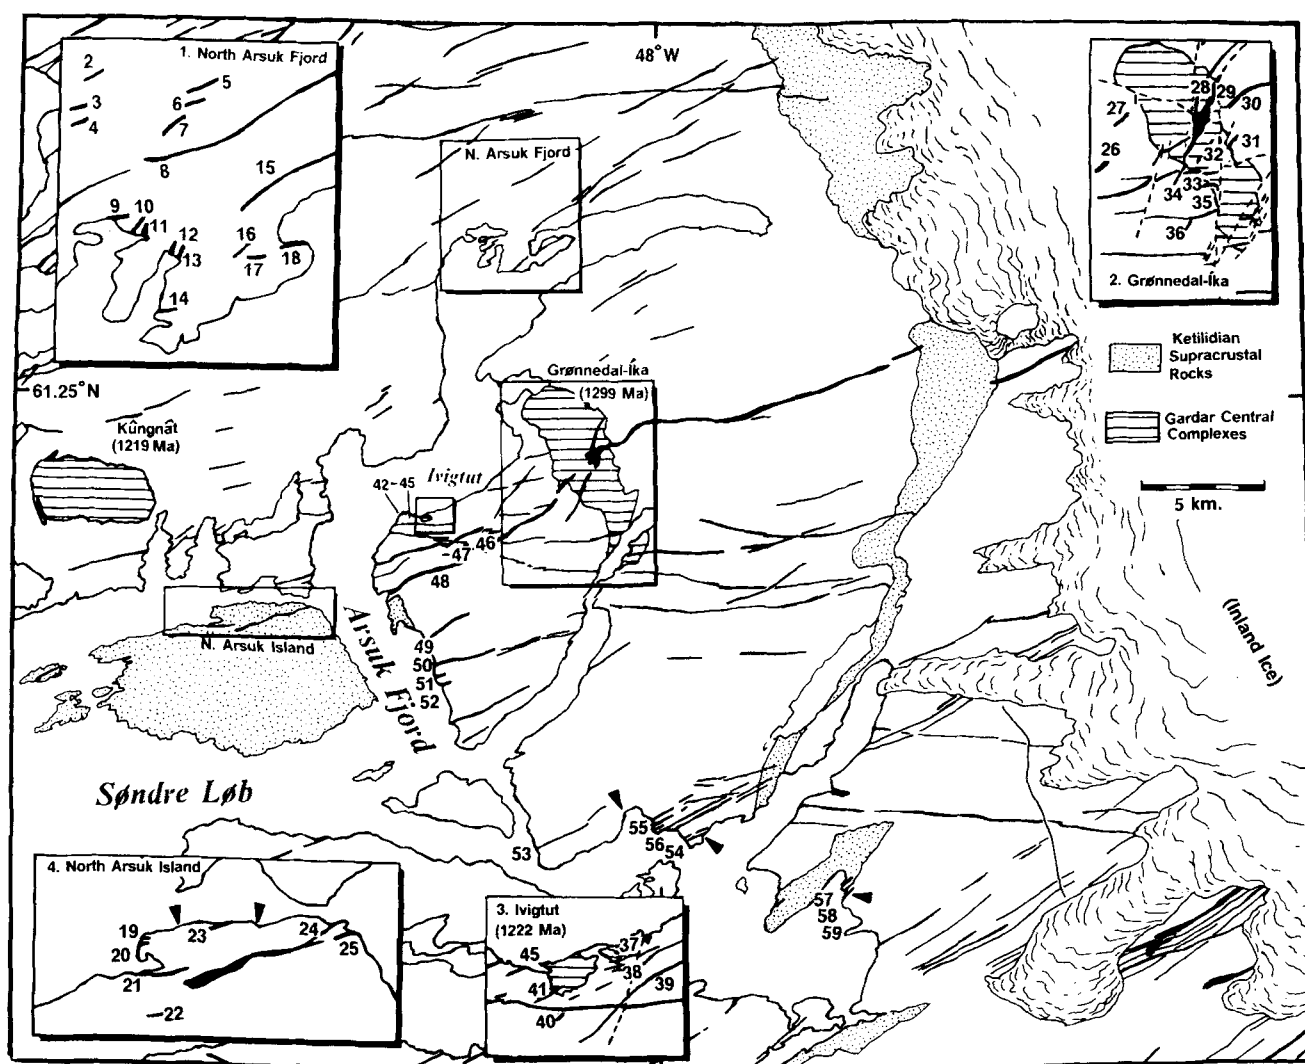 48°W
1. North Arsuk Fjord
2
5
3
6
4
7
8
15
9
10
11
12
13
16
17
18
14
N. Arsuk Fjord
28
29
30
27
31
26
32
33
34
35
36
2. Grønnedal-Íka
Ketilidian
Supracrustal
Rocks
Gardar Central
Complexes
5 km.
61.25°N
Kûngnât
(1219 Ma)
Grønnedal-Íka
(1299 Ma)
Ivigtut
42-45
47
46
48
N. Arsuk Island
Arsuk Fjord
49
50
51
52
(Inland Ice)
Søndre Løb
53
55
56
54
57
58
59
4. North Arsuk Island
19
20
23
24
25
21
22
3. Ivigtut
(1222 Ma)
45
37
38
41
39
40